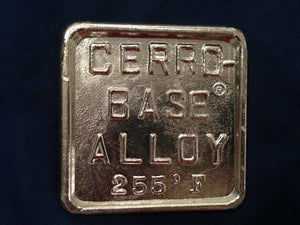 CERRO-
BASE®
ALLOY
255° F